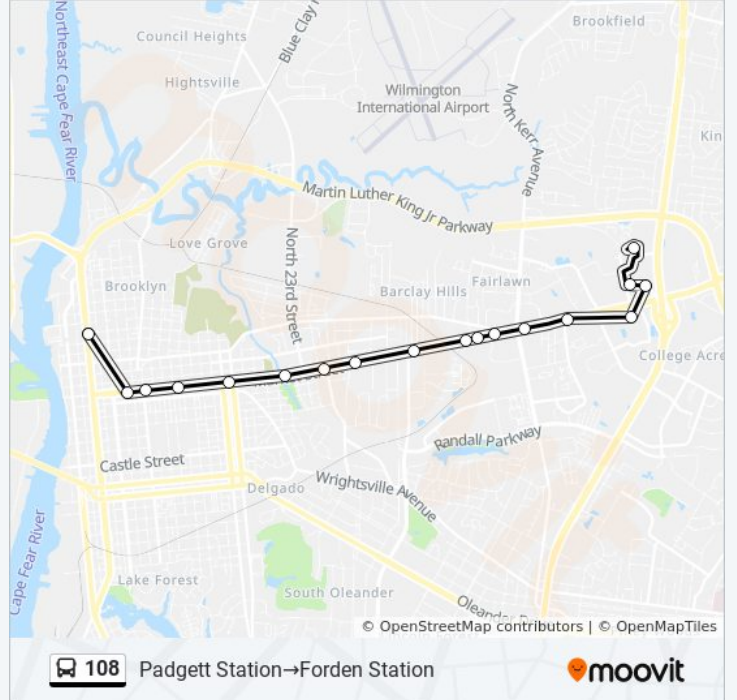 Brookfield
Council Heights
Blue Clay
Northeast Cape Fear River
Hightsville
Wilmington
International Airport
North Kerr Avenue
Kin
Martin Luther King Jr Parkway
Love Grove
North 23rd Street
Brooklyn
Barclay Hills
Fairlawn
College Acre
Randall Parkway
Castle Street
Wrightsville Avenue
Delgado
Cape Fear River
Lake Forest
South Oleander
Oleander
© OpenStreetMap contributors | © OpenMapTiles
108 Padgett Station→Forden Station
moovit